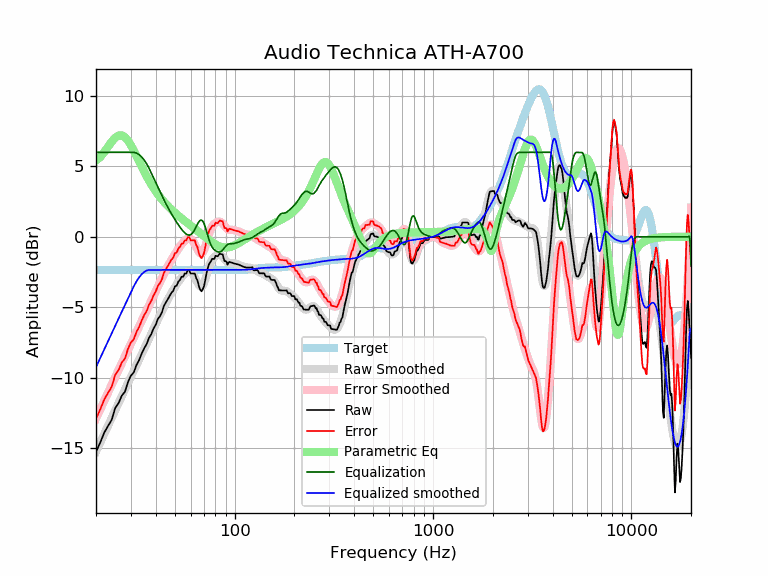 Audio Technica ATH-A700
10
5
0
−5
−10
−15
Amplitude (dBr)
Target
Raw Smoothed
Error Smoothed
Raw
Error
Parametric Eq
Equalization
Equalized smoothed
100
1000
10000
Frequency (Hz)